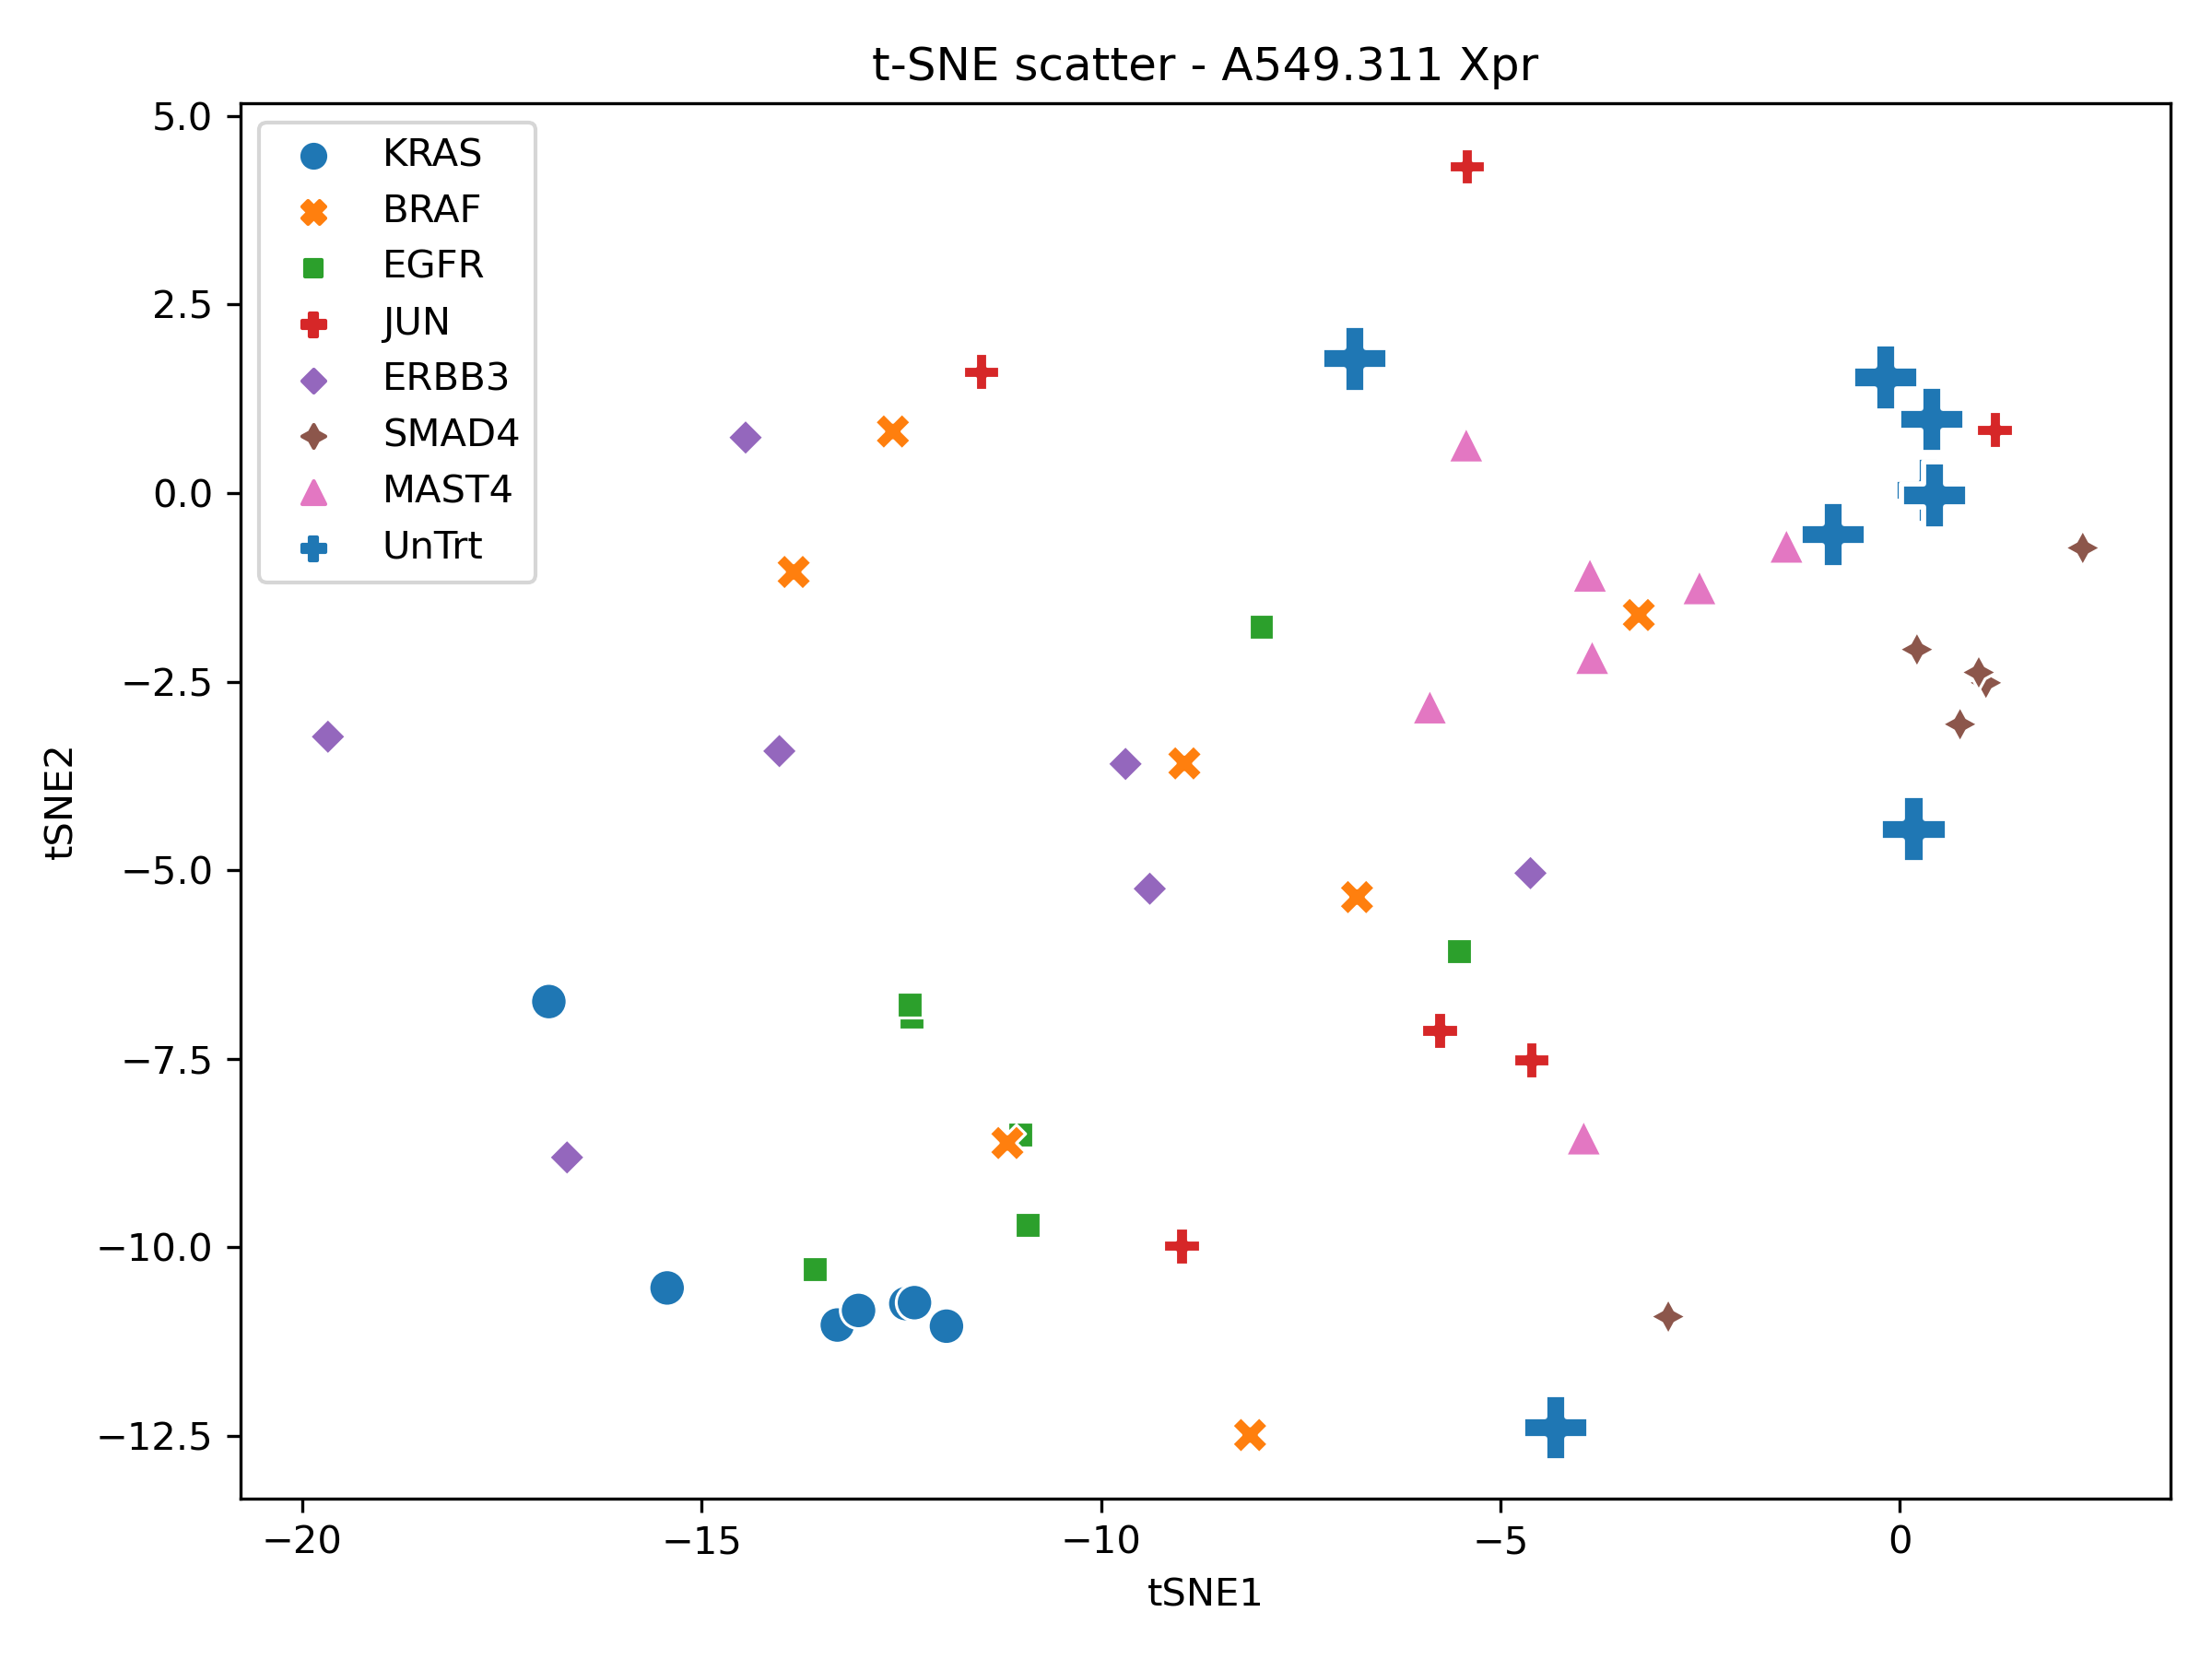 t-SNE scatter - A549.311 Xpr
5.0
2.5
0.0
−2.5
−5.0
−7.5
−10.0
−12.5
tSNE2
KRAS
BRAF
EGFR
JUN
ERBB3
SMAD4
MAST4
UnTrt
−20
−15
−10
−5
0
tSNE1